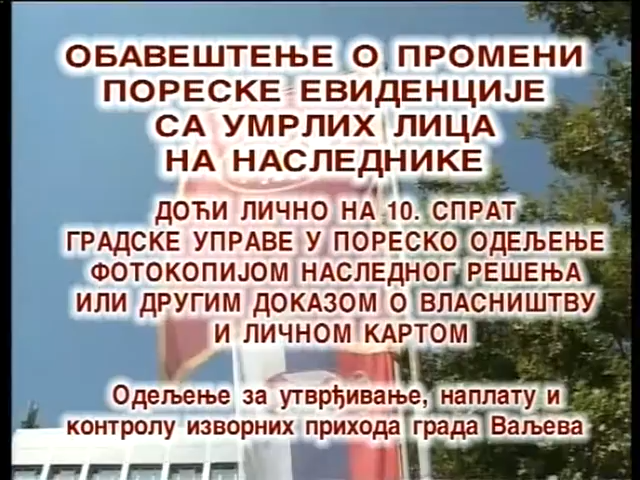 ОБАВЕШТЕЊЕ О ПРОМЕНИ
ПОРЕСКЕ ЕВИДЕНЦИЈЕ
СА УМРЛИХ ЛИЦА
НА НАСЛЕДНИКЕ
ДОЋИ ЛИЧНО НА 10. СПРАТ
ГРАДСКЕ УПРАВЕ У ПОРЕСКО ОДЕЉЕЊЕ
ФОТОКОПИЈОМ НАСЛЕДНОГ РЕШЕЊА
ИЛИ ДРУГИМ ДОКАЗОМ О ВЛАСНИШТВУ
И ЛИЧНОМ КАРТОМ
Одељење за утврђивање, наплату и
контролу изворних прихода града Ваљева